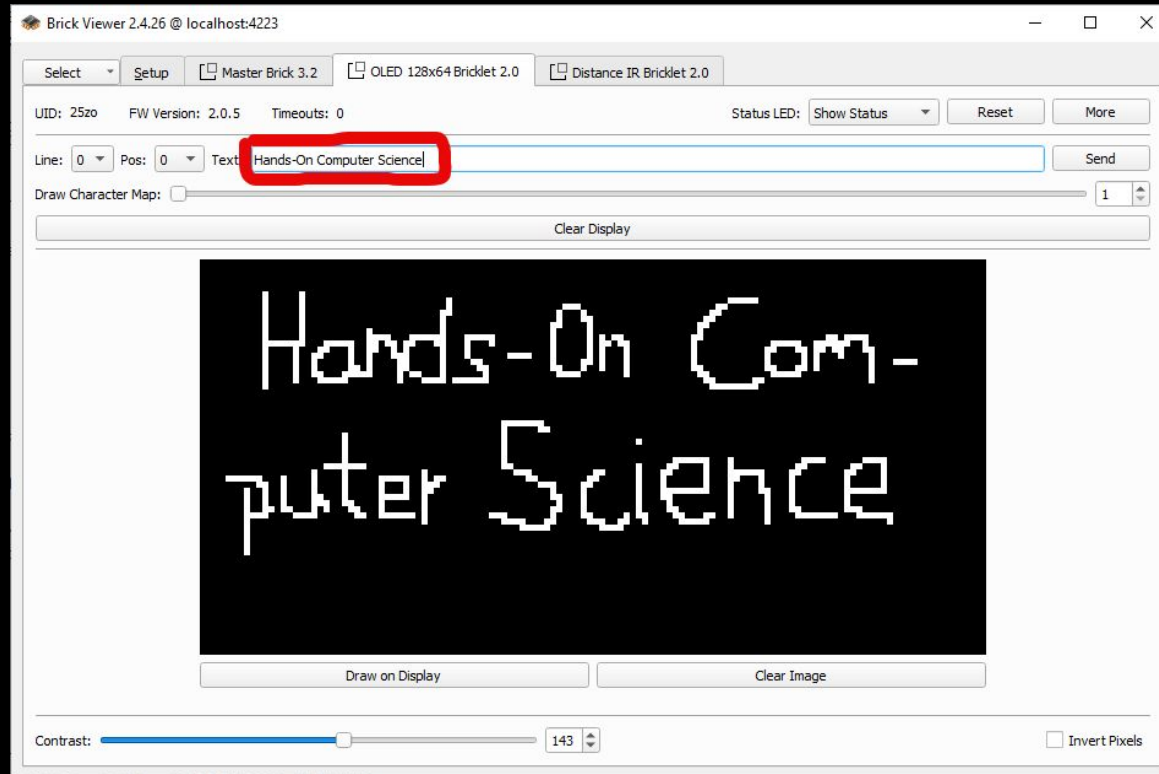 Brick Viewer 2.4.26 @ localhost:4223
Select Setup Master Brick 3.2 OLED 128x64 Bricklet 2.0 Distance IR Bricklet 2.0
UID: 25zo FW Version: 2.0.5 Timeouts: 0 Status LED: Show Status Reset More
Line: 0 Pos: 0 Text Hands-On Computer Science Send
Draw Character Map: 1
Clear Display
Hands-On Com-
puter Science
Draw on Display Clear Image
Contrast: 143 Invert Pixels